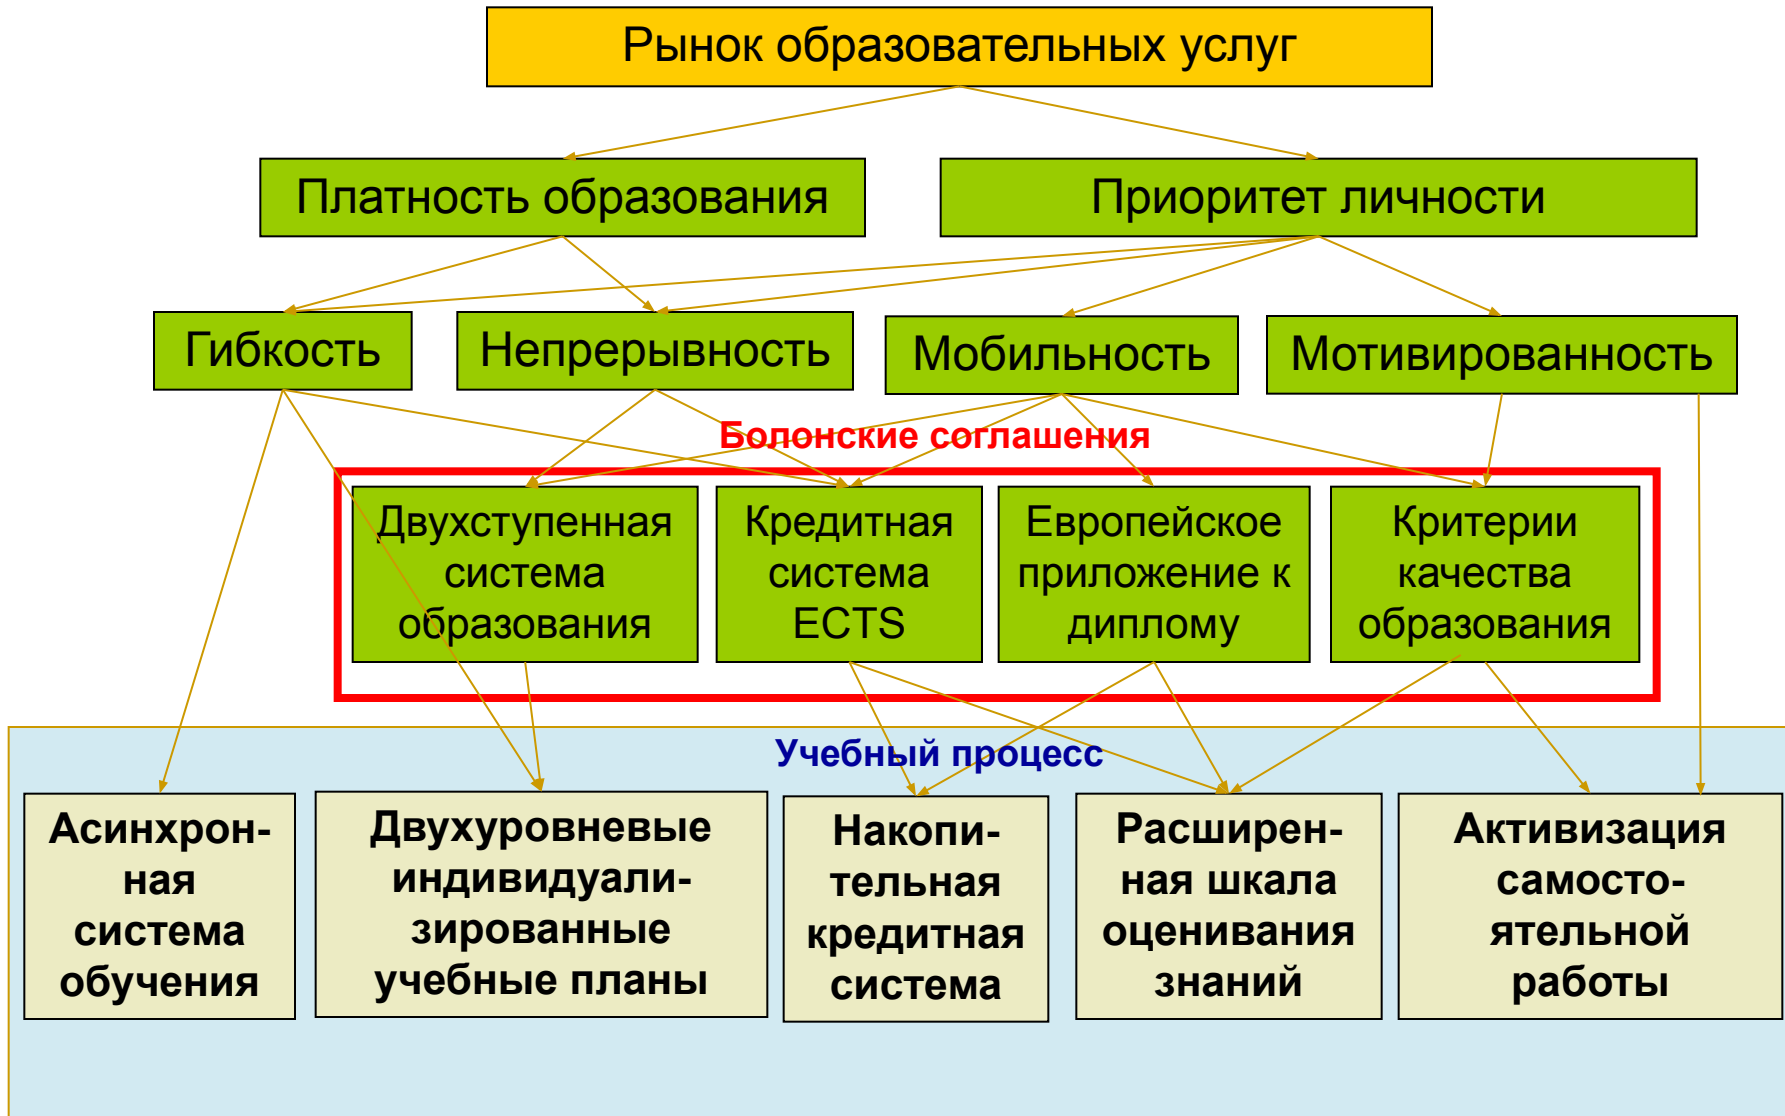 Рынок образовательных услуг
Платность образования
Приоритет личности
Гибкость
Непрерывность
Мобильность
Мотивированность
Болонские соглашения
Двухступенная
система
образования
Кредитная
система
ECTS
Европейское
приложение к
диплому
Критерии
качества
образования
Учебный процесс
Асинхрон-
ная
система
обучения
Двухуровневые
индивидуали-
зированные
учебные планы
Накопи-
тельная
кредитная
система
Расширен-
ная шкала
оценивания
знаний
Активизация
самосто-
ятельной
работы